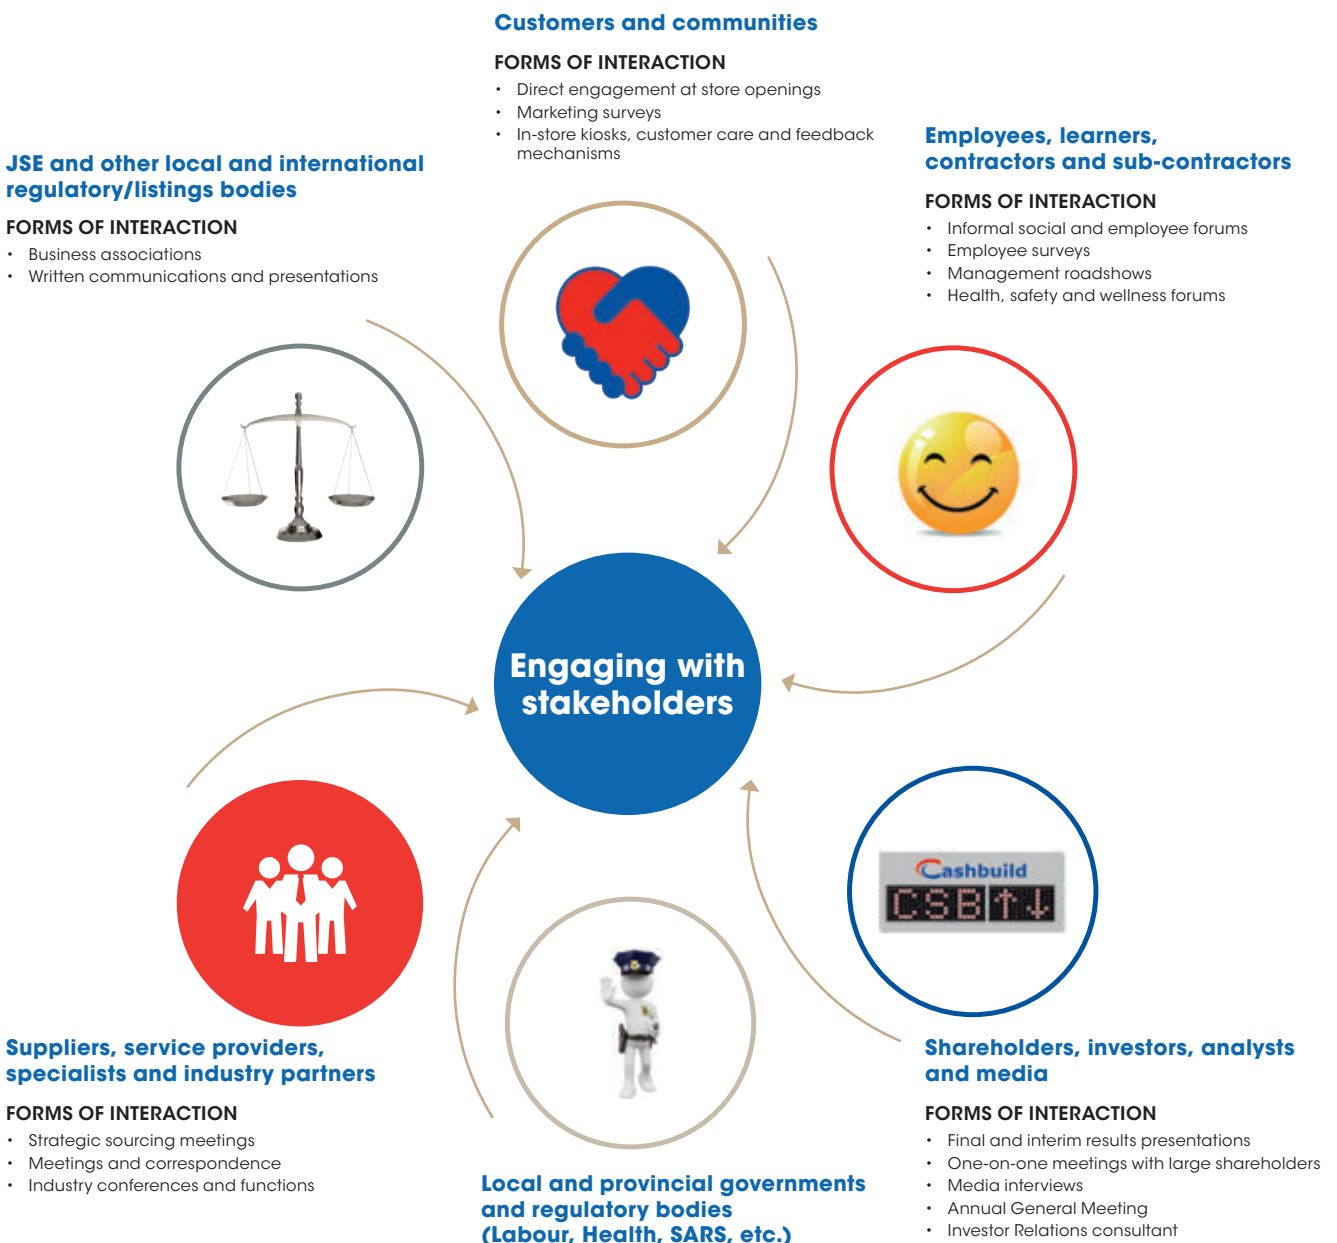 Customers and communities
FORMS OF INTERACTION
• Direct engagement at store openings
• Marketing surveys
• In-store kiosks, customer care and feedback
mechanisms
JSE and other local and international
regulatory/listings bodies
FORMS OF INTERACTION
• Business associations
• Written communications and presentations
Employees, learners,
contractors and sub-contractors
FORMS OF INTERACTION
• Informal social and employee forums
• Employee surveys
• Management roadshows
• Health, safety and wellness forums
Engaging with
stakeholders
Cashbuild
CSB↑↓
Suppliers, service providers,
specialists and industry partners
FORMS OF INTERACTION
• Strategic sourcing meetings
• Meetings and correspondence
• Industry conferences and functions
Local and provincial governments
and regulatory bodies
(Labour, Health, SARS, etc.)
Shareholders, investors, analysts
and media
FORMS OF INTERACTION
• Final and interim results presentations
• One-on-one meetings with large shareholders
• Media interviews
• Annual General Meeting
• Investor Relations consultant